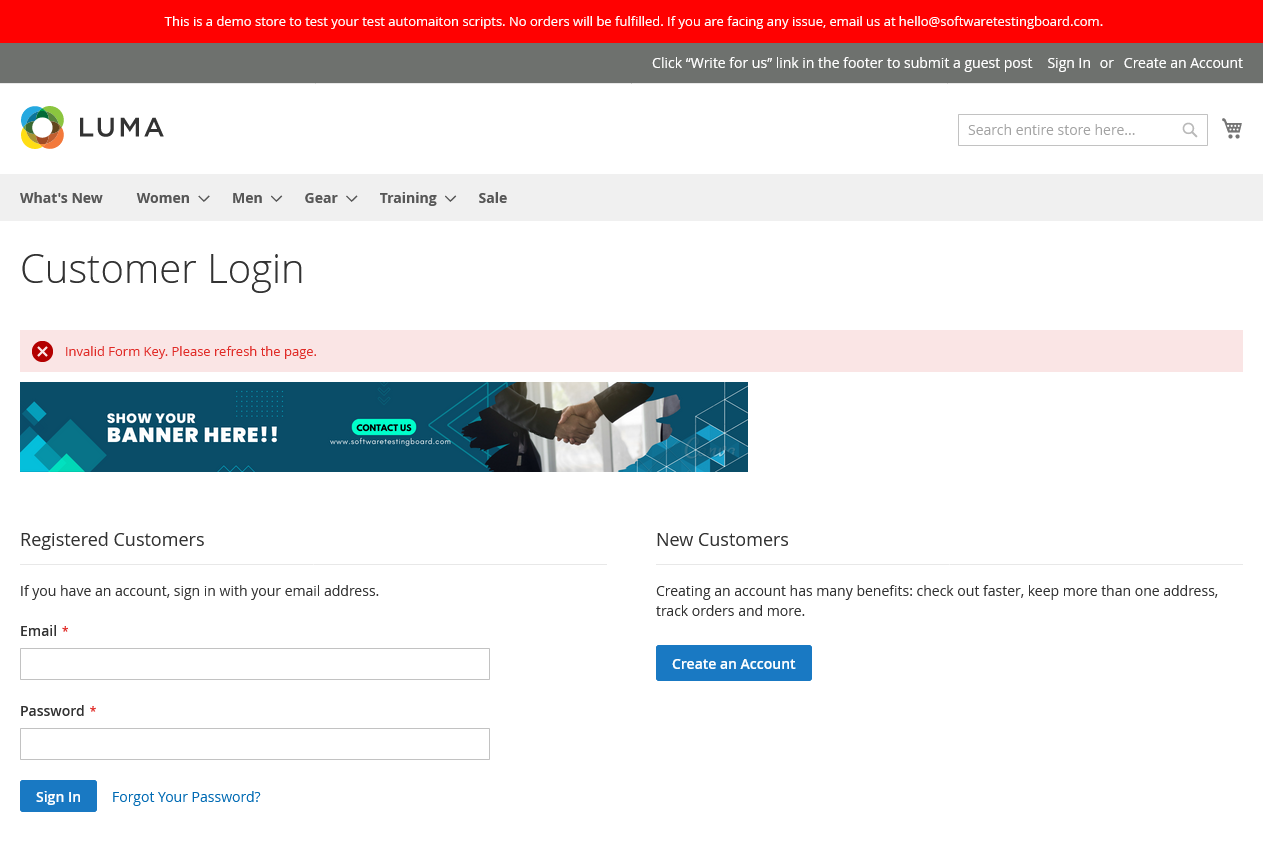 This is a demo store to test your test automaiton scripts. No orders will be fulfilled. If you are facing any issue, email us at hello@softwaretestingboard.com.
Click “Write for us” link in the footer to submit a guest post Sign In or Create an Account
LUMA
Search entire store here...
What's New Women Men Gear Training Sale
Customer Login
Invalid Form Key. Please refresh the page.
SHOW YOUR
BANNER HERE!!
CONTACT US
www.softwaretestingboard.com
Registered Customers
If you have an account, sign in with your email address.
Email *
Password *
Sign In Forgot Your Password?
New Customers
Creating an account has many benefits: check out faster, keep more than one address,
track orders and more.
Create an Account